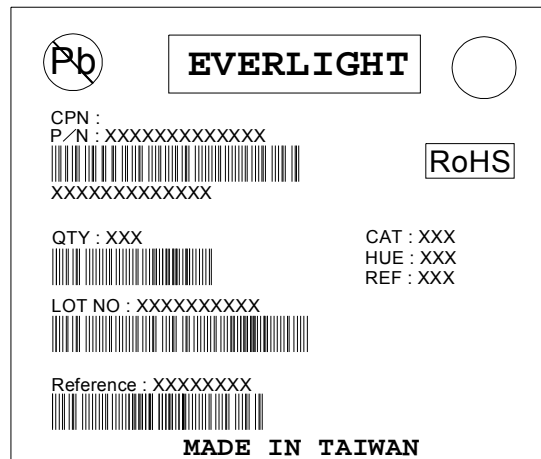 Pb
EVERLIGHT
CPN :
P/N : XXXXXXXXXXXXX
RoHS
XXXXXXXXXXXXX
QTY : XXX
CAT : XXX
HUE : XXX
REF : XXX
LOT NO : XXXXXXXXXX
Reference : XXXXXXXX
MADE IN TAIWAN